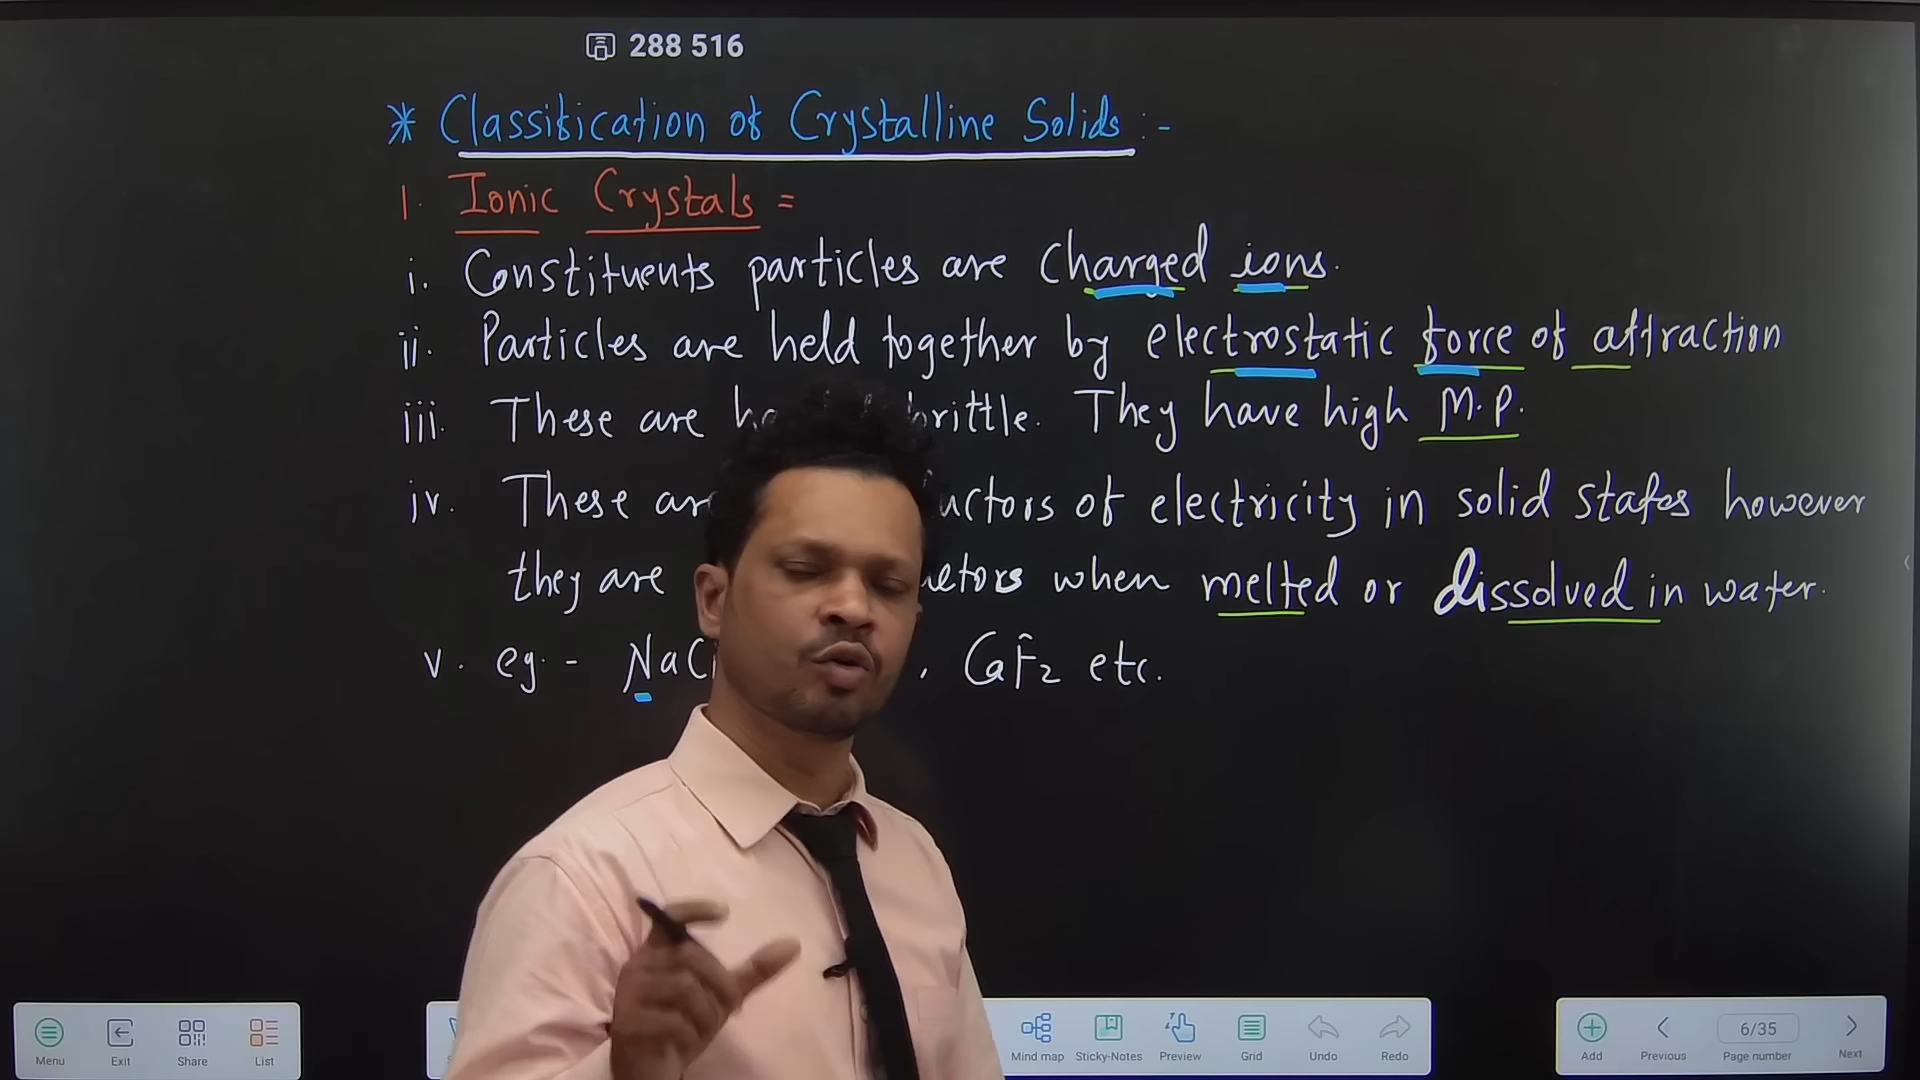 288 516
* Classification of Crystalline Solids :-
1. Ionic Crystals =
i. Constituents particles are charged ions.
ii. Particles are held together by electrostatic force of attraction
iii. These are brittle. They have high M.P.
iv. These of electricity in solid states however
they are when melted or dissolved in water.
v. eg. - NaCl , CaF2 etc.
Menu Exit Share List Mind map Sticky-Notes Preview Grid Undo Redo Add Previous 6/35 Page number Next